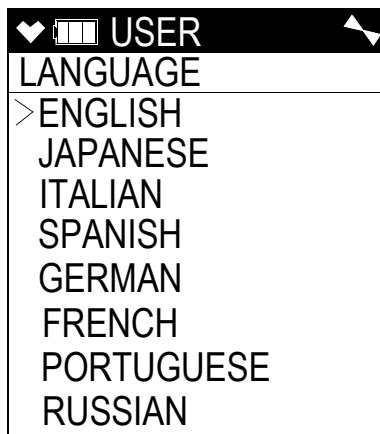 USER
LANGUAGE
>ENGLISH
JAPANESE
ITALIAN
SPANISH
GERMAN
FRENCH
PORTUGUESE
RUSSIAN